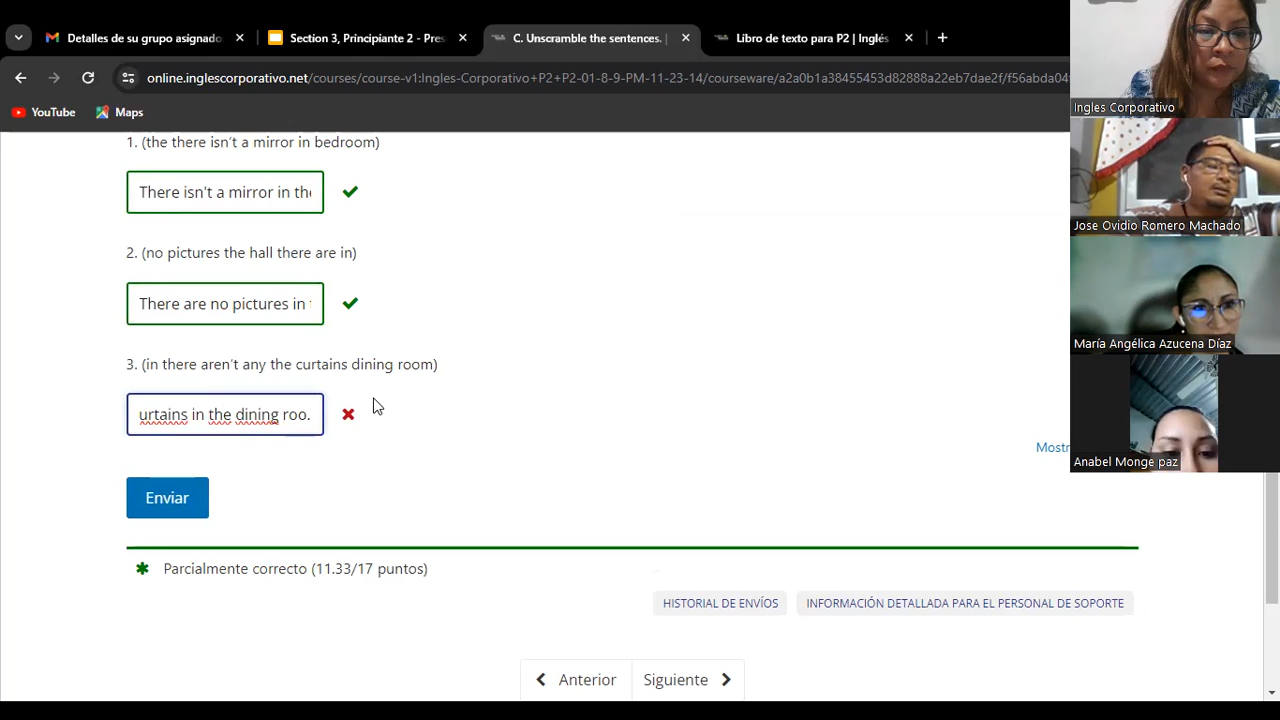 Detalles de su grupo asignado
Section 3, Principiante 2 - Pres
C. Unscramble the sentences. |
Libro de texto para P2 | Inglés
online.inglescorporativo.net/courses/course-v1:Ingles-Corporativo+P2+P2-01-8-9-PM-11-23-14/courseware/a2a0b1a38455453d82888a22eb7dae2f/f56abda04
YouTube
Maps
Ingles Corporativo
1. (the there isn't a mirror in bedroom)
There isn't a mirror in the
Jose Ovidio Romero Machado
2. (no pictures the hall there are in)
There are no pictures in
María Angélica Azucena Díaz
3. (in there aren't any the curtains dining room)
urtains in the dining roo.
Mostr
Anabel Monge paz
Enviar
Parcialmente correcto (11.33/17 puntos)
HISTORIAL DE ENVÍOS
INFORMACIÓN DETALLADA PARA EL PERSONAL DE SOPORTE
Anterior
Siguiente